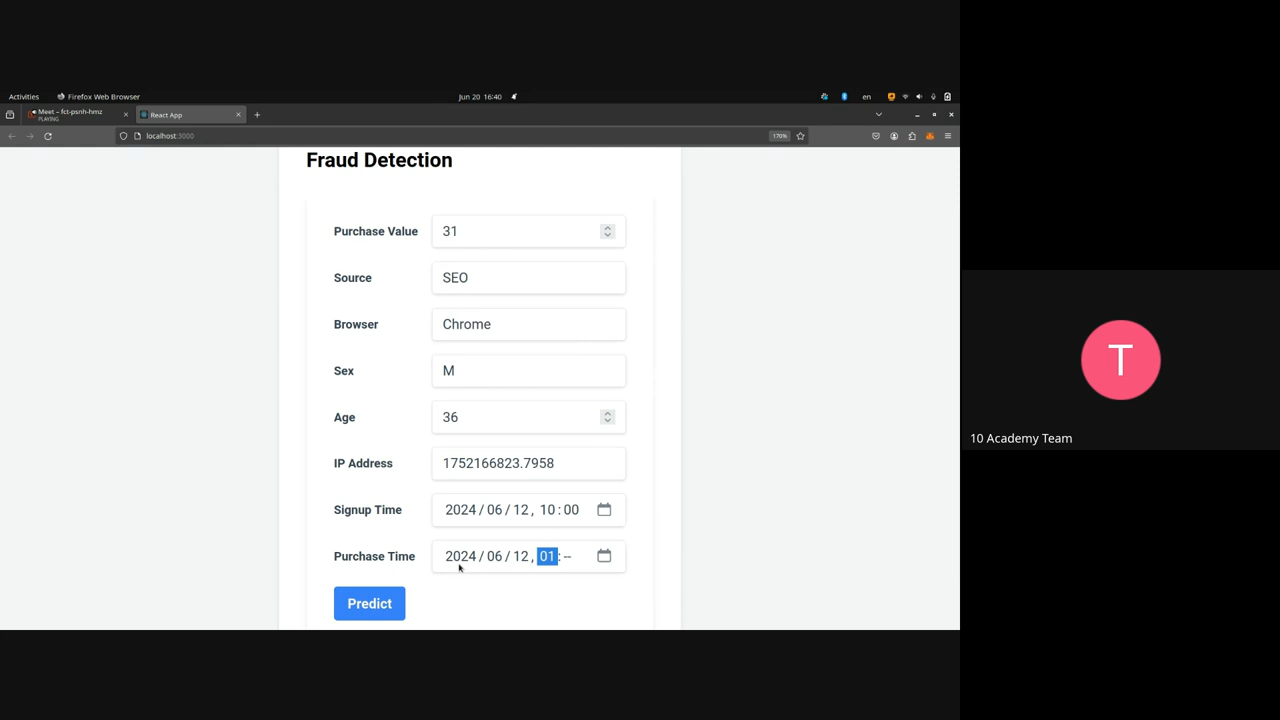 Activities Firefox Web Browser Jun 20 16:40 en
Meet – fct-psnh-hmz
PLAYING
React App
localhost:3000 170%
Fraud Detection
Purchase Value 31
Source SEO
Browser Chrome
Sex M
Age 36
IP Address 1752166823.7958
Signup Time 2024/06/12, 10:00
Purchase Time 2024/06/12, 01:--
Predict
T
10 Academy Team